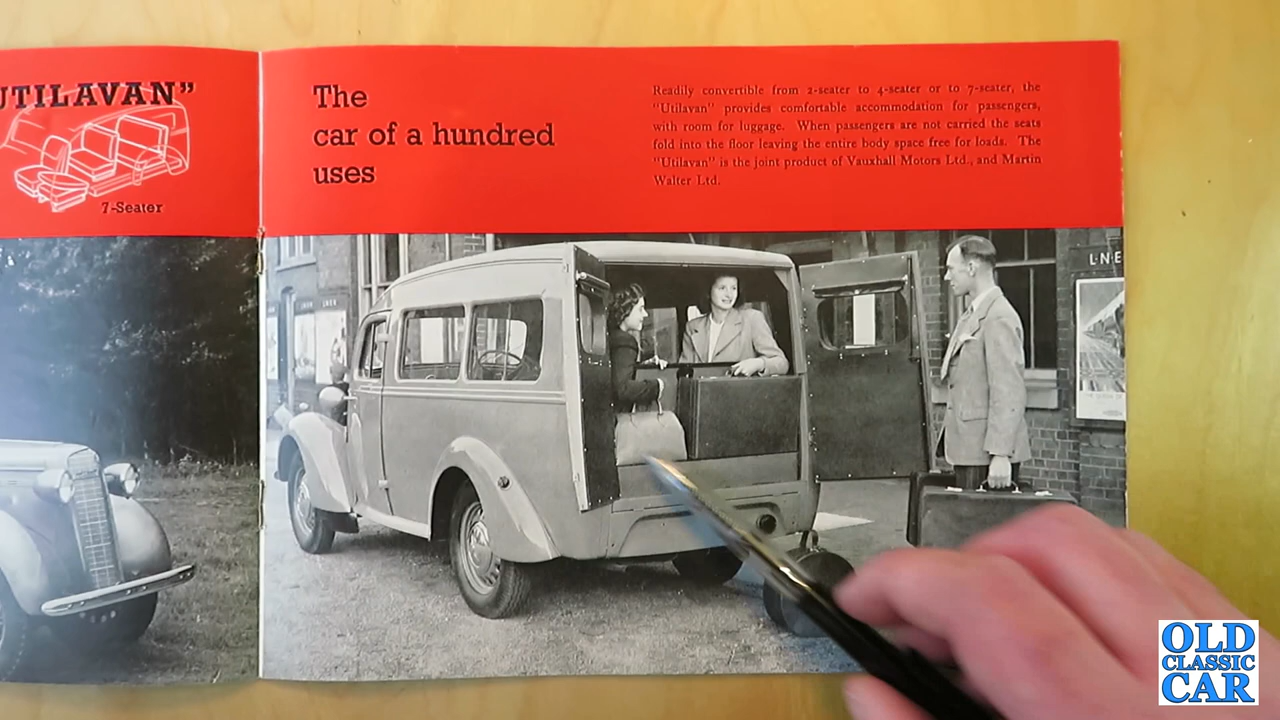 UTILAVAN”
7-Seater
The
car of a hundred
uses
Readily convertible from 2-seater to 4-seater or to 7-seater, the
"Utilavan" provides comfortable accommodation for passengers,
with room for luggage. When passengers are not carried the seats
fold into the floor leaving the entire body space free for loads. The
"Utilavan" is the joint product of Vauxhall Motors Ltd., and Martin
Walter Ltd.
L·N·E
OLD
CLASSIC
CAR